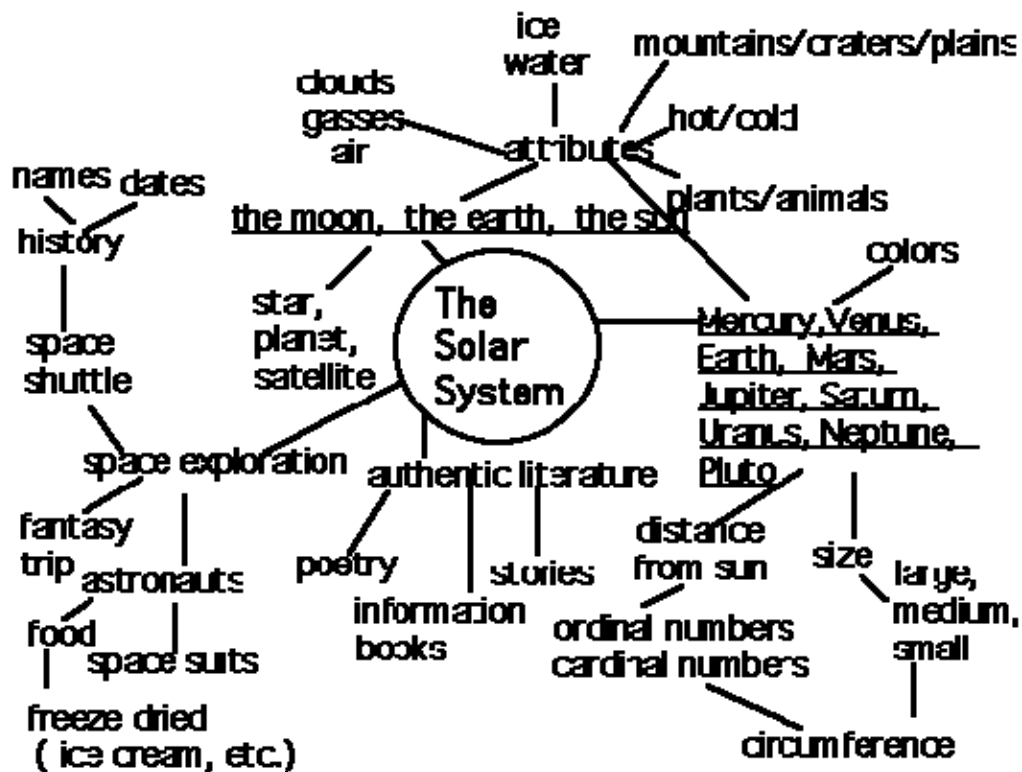 ice
water
mountains/craters/plains
clouds
gasses
air
hot/cold
attributes
names
dates
plants/animals
the moon, the earth, the sun
history
colors
star,
planet,
satellite
The
Solar
System
Mercury,Venus,
Earth, Mars,
Jupiter, Saturn,
Uranus, Neptune,
Pluto
space
shuttle
space exploration
authentic literature
fantasy
trip
distance
from sun
size
large,
medium,
small
astronauts
poetry
stories
information
books
food
space suits
ordinal numbers
cardinal numbers
freeze dried
( ice cream, etc.)
circumference